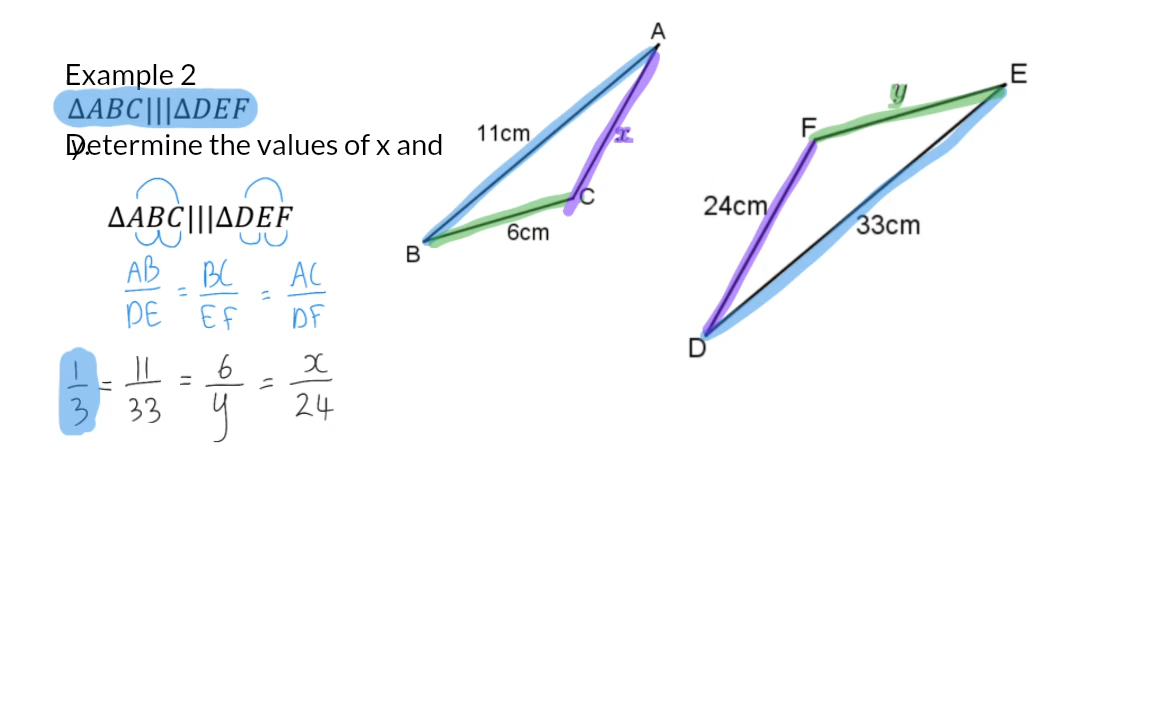 Example 2
ΔABC|||ΔDEF
Determine the values of x and
y.
ΔABC|||ΔDEF
AB/DE = BC/EF = AC/DF
1/3 = 11/33 = 6/y = x/24
A
11cm
x
C
6cm
B
E
y
F
24cm
33cm
D